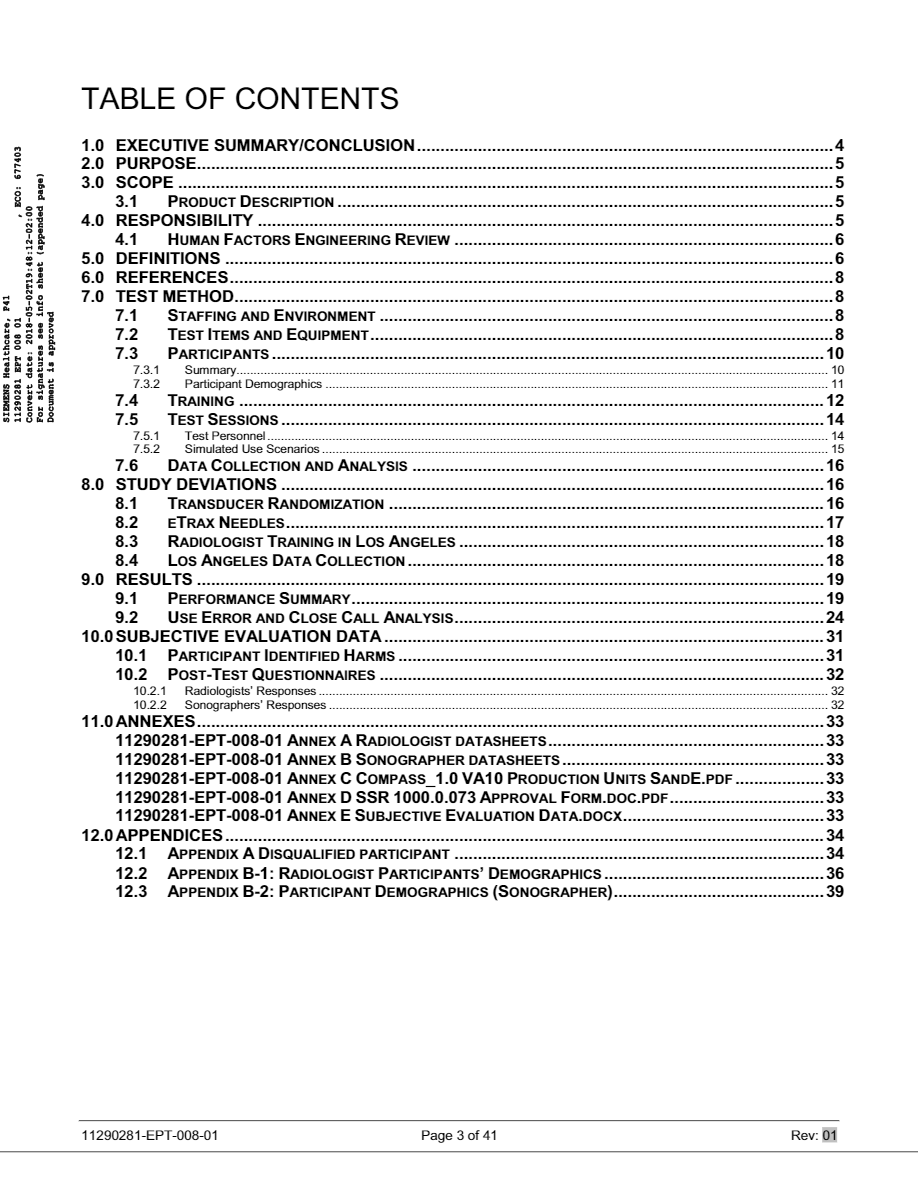 TABLE OF CONTENTS
1.0 EXECUTIVE SUMMARY/CONCLUSION 4
2.0 PURPOSE 5
3.0 SCOPE 5
3.1 PRODUCT DESCRIPTION 5
4.0 RESPONSIBILITY 5
4.1 HUMAN FACTORS ENGINEERING REVIEW 6
5.0 DEFINITIONS 6
6.0 REFERENCES 8
7.0 TEST METHOD 8
7.1 STAFFING AND ENVIRONMENT 8
7.2 TEST ITEMS AND EQUIPMENT 8
7.3 PARTICIPANTS 10
7.3.1 Summary 10
7.3.2 Participant Demographics 11
7.4 TRAINING 12
7.5 TEST SESSIONS 14
7.5.1 Test Personnel 14
7.5.2 Simulated Use Scenarios 15
7.6 DATA COLLECTION AND ANALYSIS 16
8.0 STUDY DEVIATIONS 16
8.1 TRANSDUCER RANDOMIZATION 16
8.2 ETRAX NEEDLES 17
8.3 RADIOLOGIST TRAINING IN LOS ANGELES 18
8.4 LOS ANGELES DATA COLLECTION 18
9.0 RESULTS 19
9.1 PERFORMANCE SUMMARY 19
9.2 USE ERROR AND CLOSE CALL ANALYSIS 24
10.0 SUBJECTIVE EVALUATION DATA 31
10.1 PARTICIPANT IDENTIFIED HARMS 31
10.2 POST-TEST QUESTIONNAIRES 32
10.2.1 Radiologists' Responses 32
10.2.2 Sonographers' Responses 32
11.0 ANNEXES 33
11290281-EPT-008-01 ANNEX A RADIOLOGIST DATASHEETS 33
11290281-EPT-008-01 ANNEX B SONOGRAPHER DATASHEETS 33
11290281-EPT-008-01 ANNEX C COMPASS_1.0 VA10 PRODUCTION UNITS SANDE.PDF 33
11290281-EPT-008-01 ANNEX D SSR 1000.0.073 APPROVAL FORM.DOC.PDF 33
11290281-EPT-008-01 ANNEX E SUBJECTIVE EVALUATION DATA.DOCX 33
12.0 APPENDICES 34
12.1 APPENDIX A DISQUALIFIED PARTICIPANT 34
12.2 APPENDIX B-1: RADIOLOGIST PARTICIPANTS' DEMOGRAPHICS 36
12.3 APPENDIX B-2: PARTICIPANT DEMOGRAPHICS (SONOGRAPHER) 39
SIEMENS Healthcare, P41
11290281 EPT 008 01 , ECO: 677403
Convert date: 2018-05-02T19:48:12-02:00
For signatures see info sheet (appended page)
Document is approved
11290281-EPT-008-01 Page 3 of 41 Rev: 01